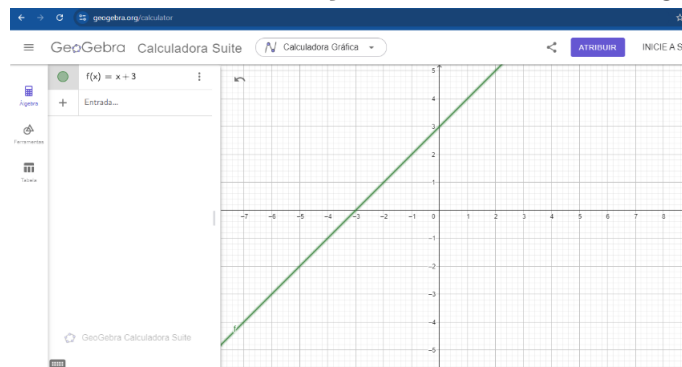 geogebra.org/calculator
GeoGebra Calculadora Suite
Calculadora Gráfica
ATRIBUIR
INICIE A S
f(x) = x + 3
Entrada...
Álgebra
Ferramentas
Tabela
5
4
3
2
1
-7 -6 -5 -4 -3 -2 -1 0 1 2 3 4 5 6 7 8
-1
-2
-3
-4
-5
f
GeoGebra Calculadora Suite